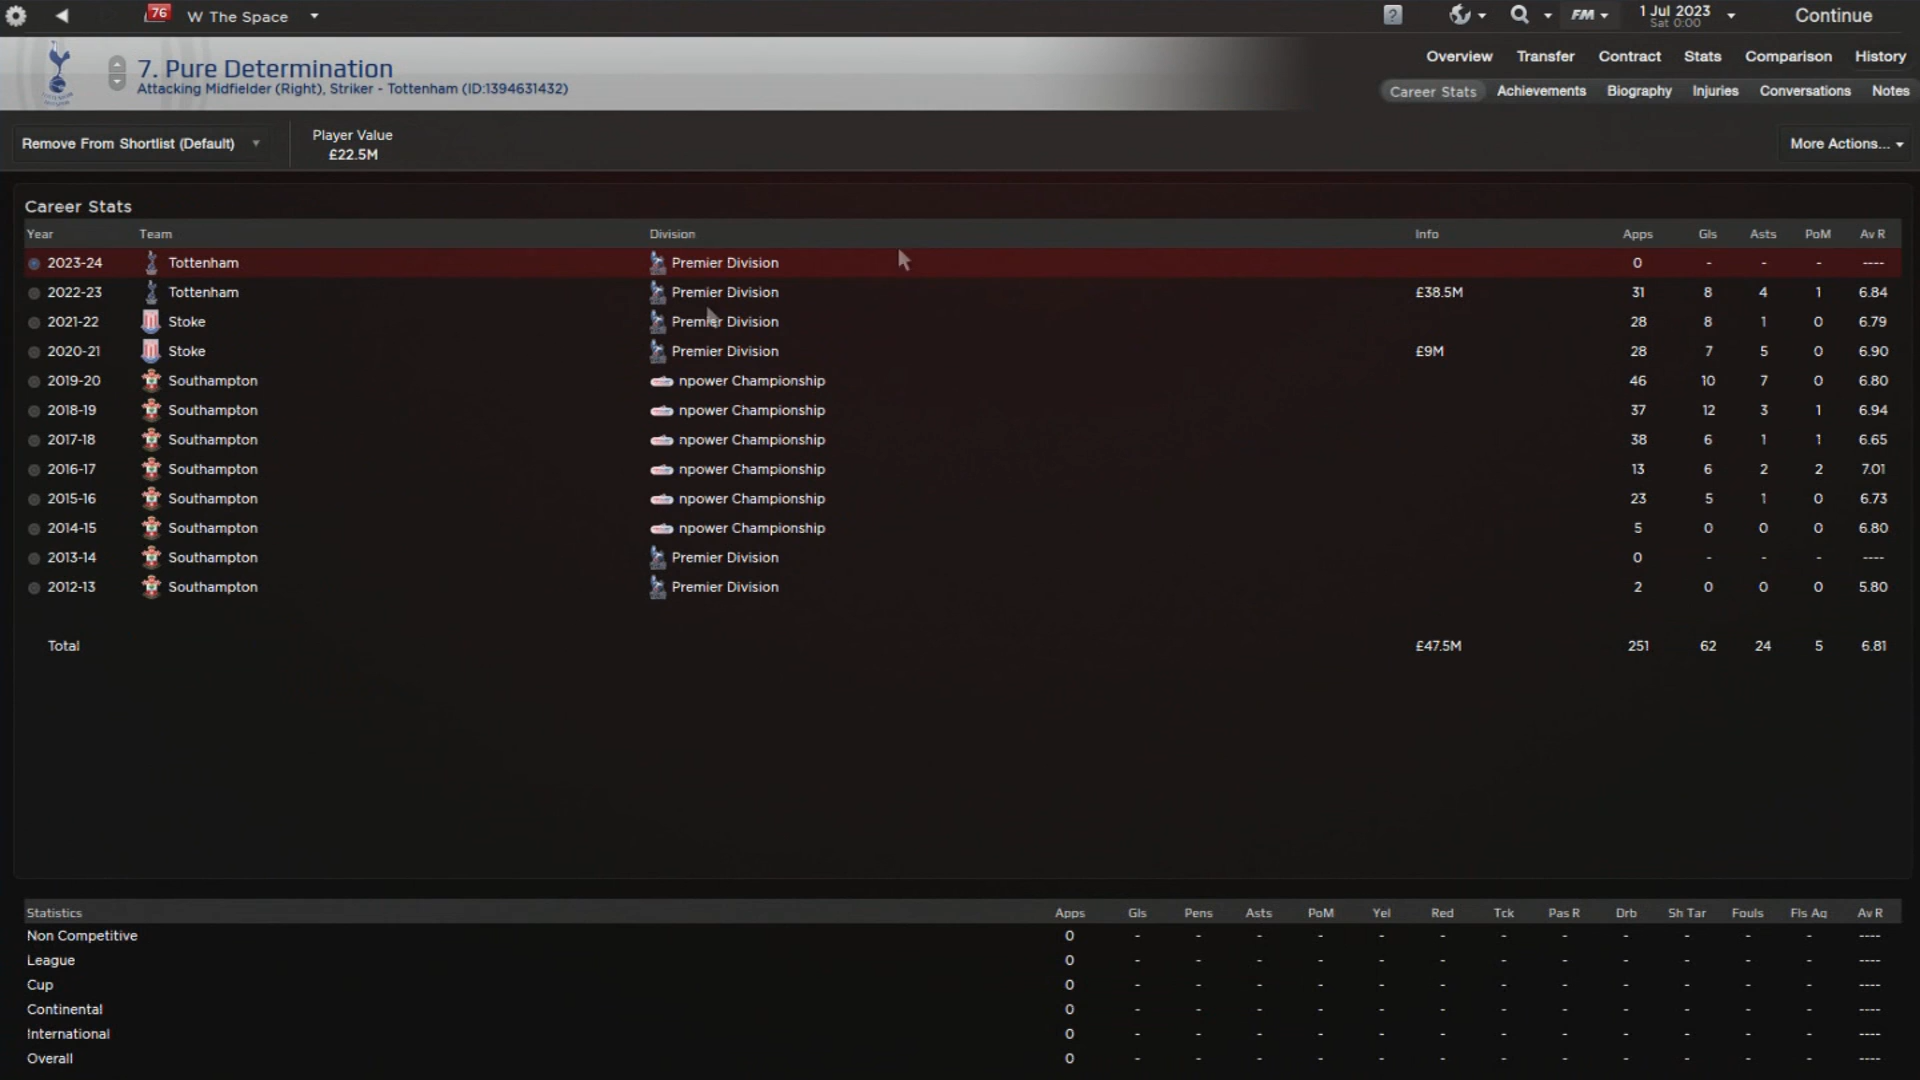 76 W The Space ? FM 1 Jul 2023 Continue
Sat 0:00
7. Pure Determination
Attacking Midfielder (Right), Striker - Tottenham (ID:1394631432)
Overview Transfer Contract Stats Comparison History
Career Stats Achievements Biography Injuries Conversations Notes
Remove From Shortlist (Default) Player Value More Actions...
£22.5M
Career Stats
Year Team Division Info Apps Gls Asts PoM Av R
2023-24 Tottenham Premier Division 0 - - - ----
2022-23 Tottenham Premier Division £38.5M 31 8 4 1 6.84
2021-22 Stoke Premier Division 28 8 1 0 6.79
2020-21 Stoke Premier Division £9M 28 7 5 0 6.90
2019-20 Southampton npower Championship 46 10 7 0 6.80
2018-19 Southampton npower Championship 37 12 3 1 6.94
2017-18 Southampton npower Championship 38 6 1 1 6.65
2016-17 Southampton npower Championship 13 6 2 2 7.01
2015-16 Southampton npower Championship 23 5 1 0 6.73
2014-15 Southampton npower Championship 5 0 0 0 6.80
2013-14 Southampton Premier Division 0 - - - ----
2012-13 Southampton Premier Division 2 0 0 0 5.80
Total £47.5M 251 62 24 5 6.81
Statistics Apps Gls Pens Asts PoM Yel Red Tck Pas R Drb Sh Tar Fouls Fls Ag Av R
Non Competitive 0 - - - - - - - - - - - - ----
League 0 - - - - - - - - - - - - ----
Cup 0 - - - - - - - - - - - - ----
Continental 0 - - - - - - - - - - - - ----
International 0 - - - - - - - - - - - - ----
Overall 0 - - - - - - - - - - - - ----